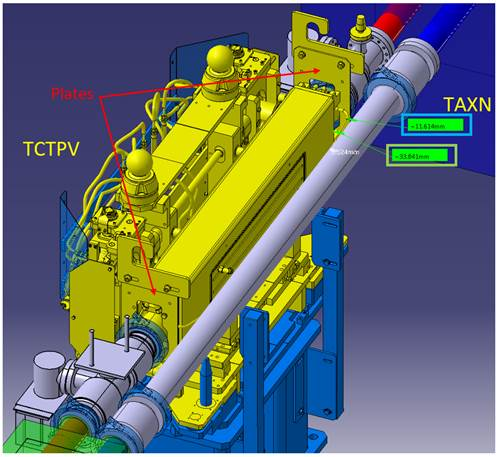 Plates
TAXN
~11.614mm
TCTPV
~33.841mm